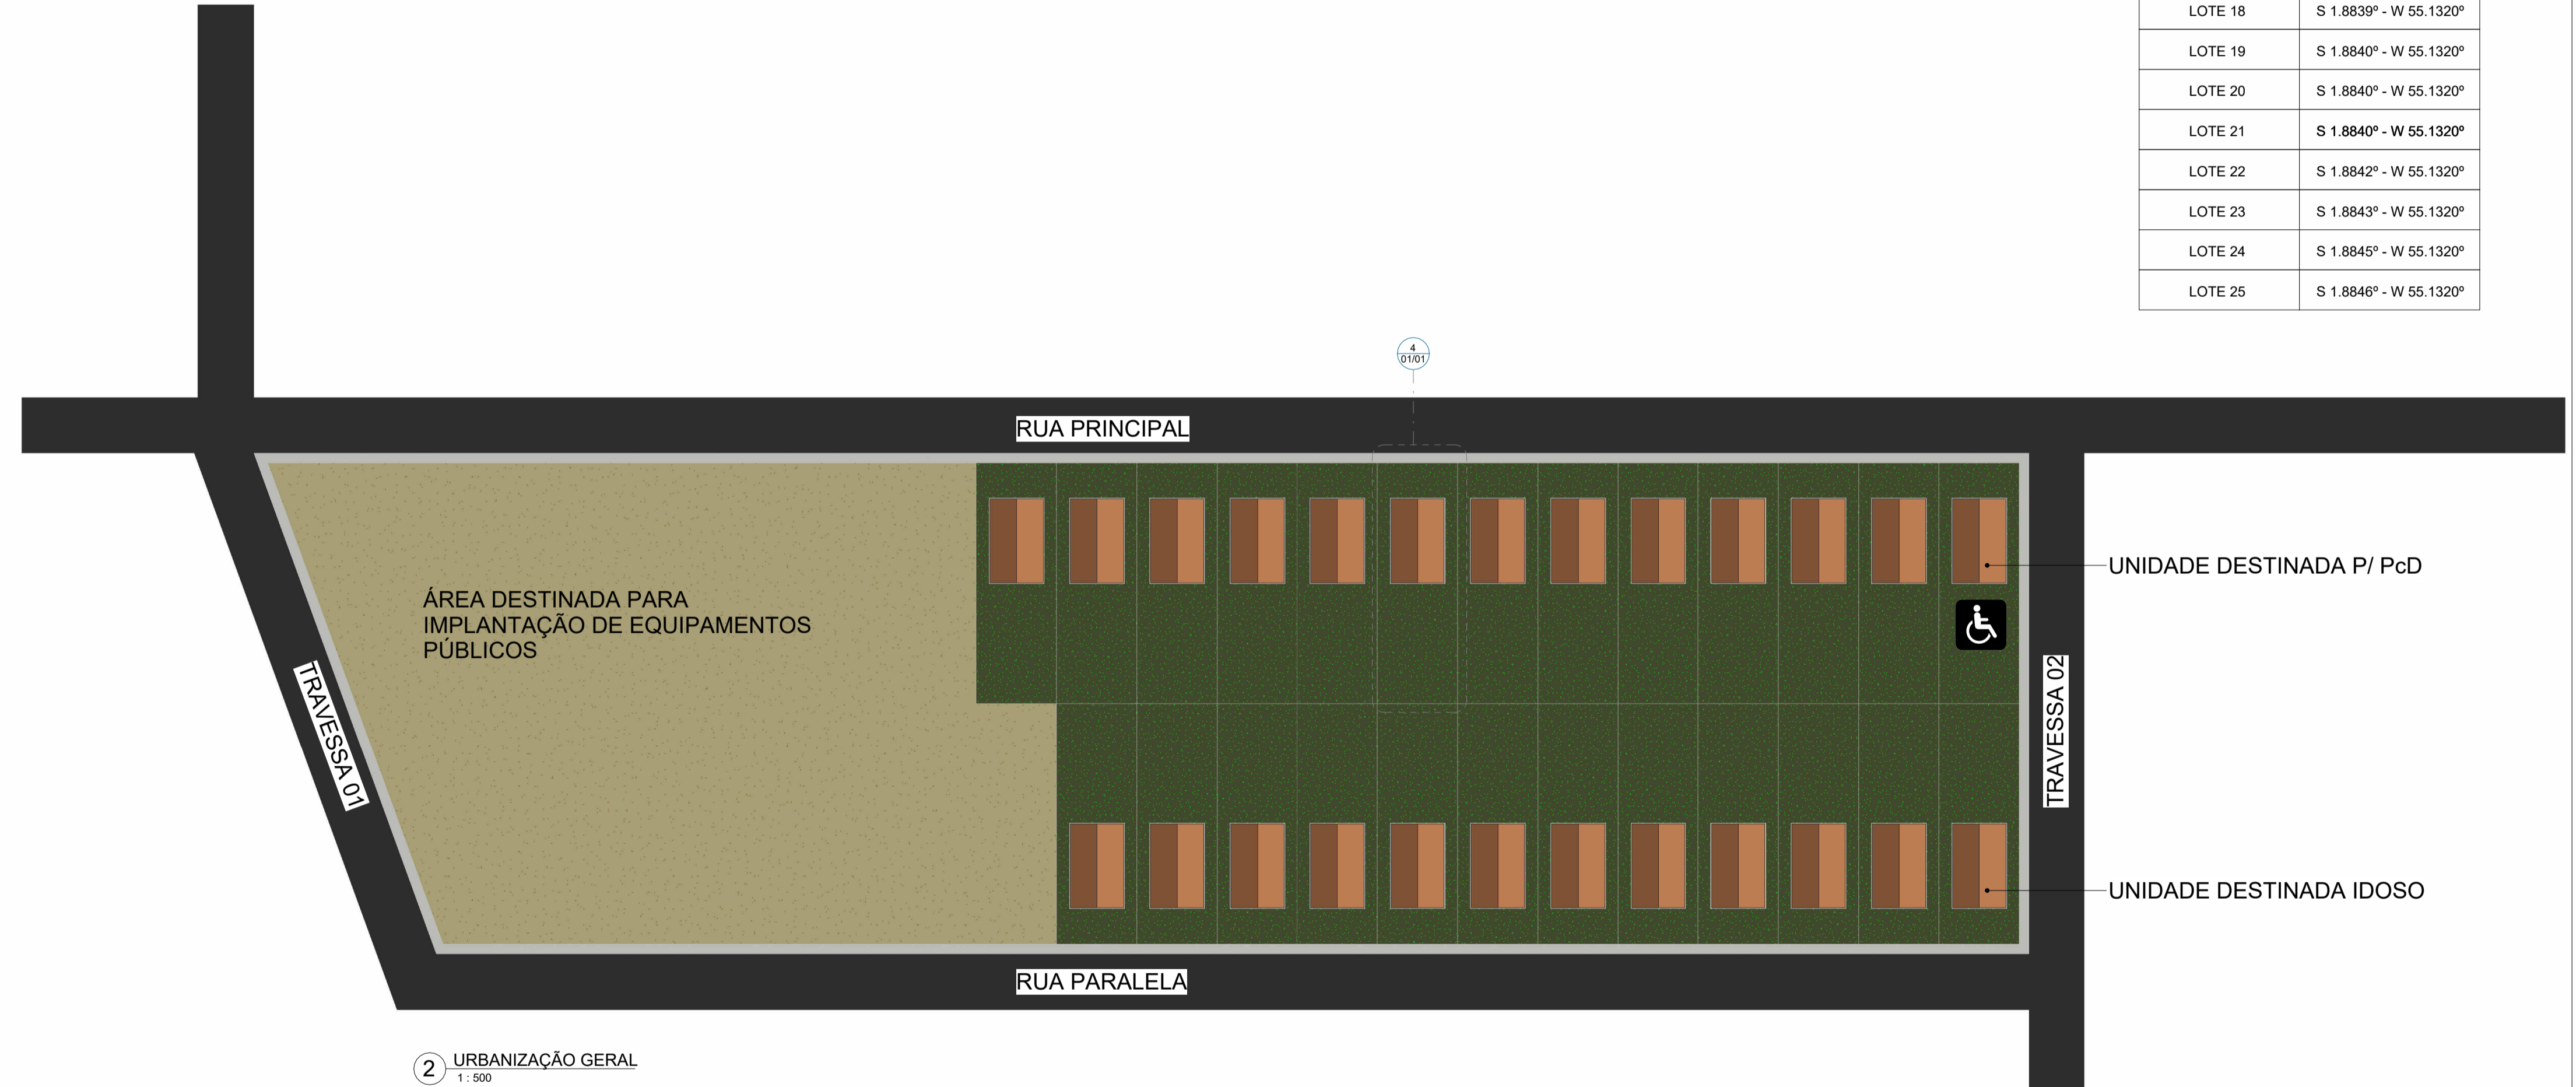 LOTE 18 S 1.8839º - W 55.1320º
LOTE 19 S 1.8840º - W 55.1320º
LOTE 20 S 1.8840º - W 55.1320º
LOTE 21 S 1.8840º - W 55.1320º
LOTE 22 S 1.8842º - W 55.1320º
LOTE 23 S 1.8843º - W 55.1320º
LOTE 24 S 1.8845º - W 55.1320º
LOTE 25 S 1.8846º - W 55.1320º
4
01/01
RUA PRINCIPAL
UNIDADE DESTINADA P/ PcD
ÁREA DESTINADA PARA
IMPLANTAÇÃO DE EQUIPAMENTOS
PÚBLICOS
TRAVESSA 01
TRAVESSA 02
UNIDADE DESTINADA IDOSO
RUA PARALELA
2 URBANIZAÇÃO GERAL
1 : 500